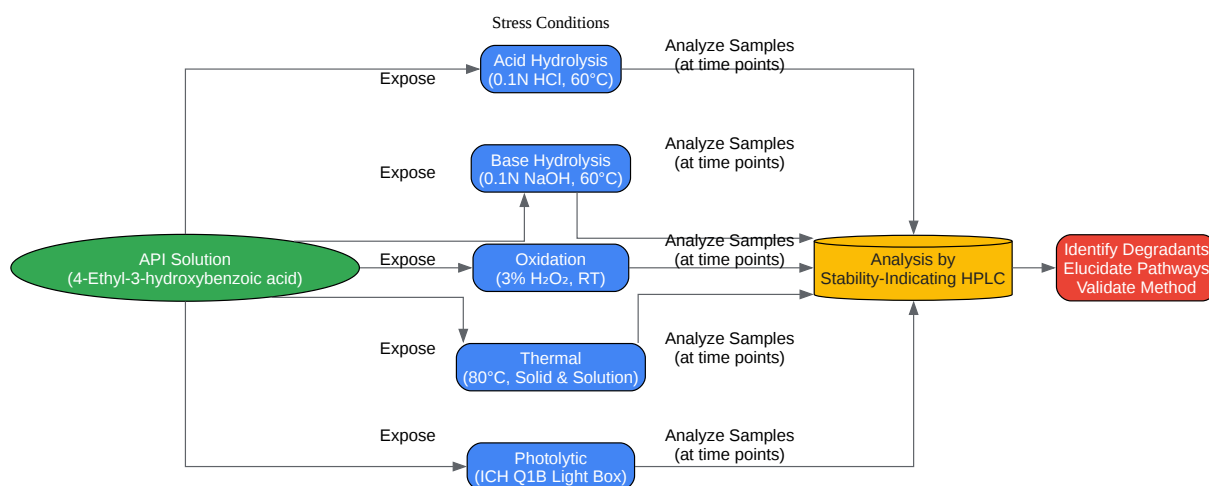 Stress Conditions
Expose
Acid Hydrolysis
(0.1N HCl, 60°C)
Analyze Samples
(at time points)
Expose
Base Hydrolysis
(0.1N NaOH, 60°C)
Analyze Samples
(at time points)
API Solution
(4-Ethyl-3-hydroxybenzoic acid)
Expose
Oxidation
(3% H₂O₂, RT)
Analyze Samples
(at time points)
Analysis by
Stability-Indicating HPLC
Identify Degradants
Elucidate Pathways
Validate Method
Expose
Thermal
(80°C, Solid & Solution)
Analyze Samples
(at time points)
Expose
Photolytic
(ICH Q1B Light Box)
Analyze Samples
(at time points)